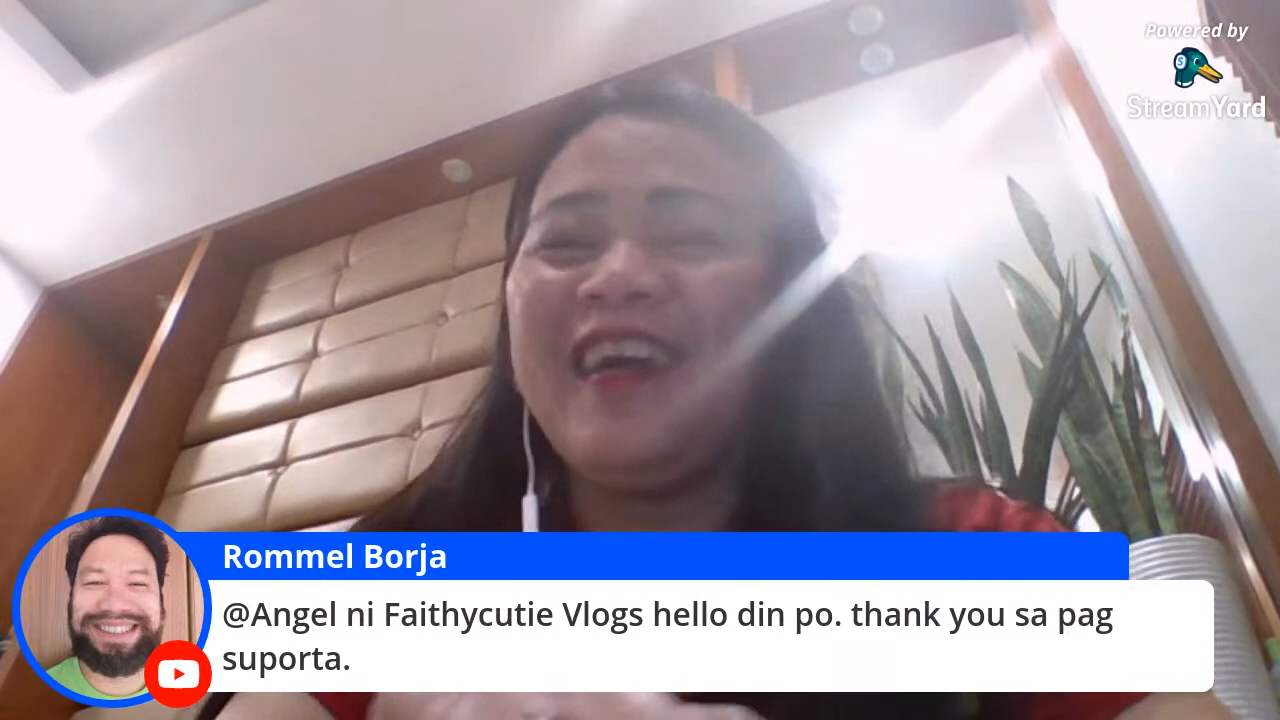 Powered by
StreamYard
Rommel Borja
@Angel ni Faithycutie Vlogs hello din po. thank you sa pag
suporta.